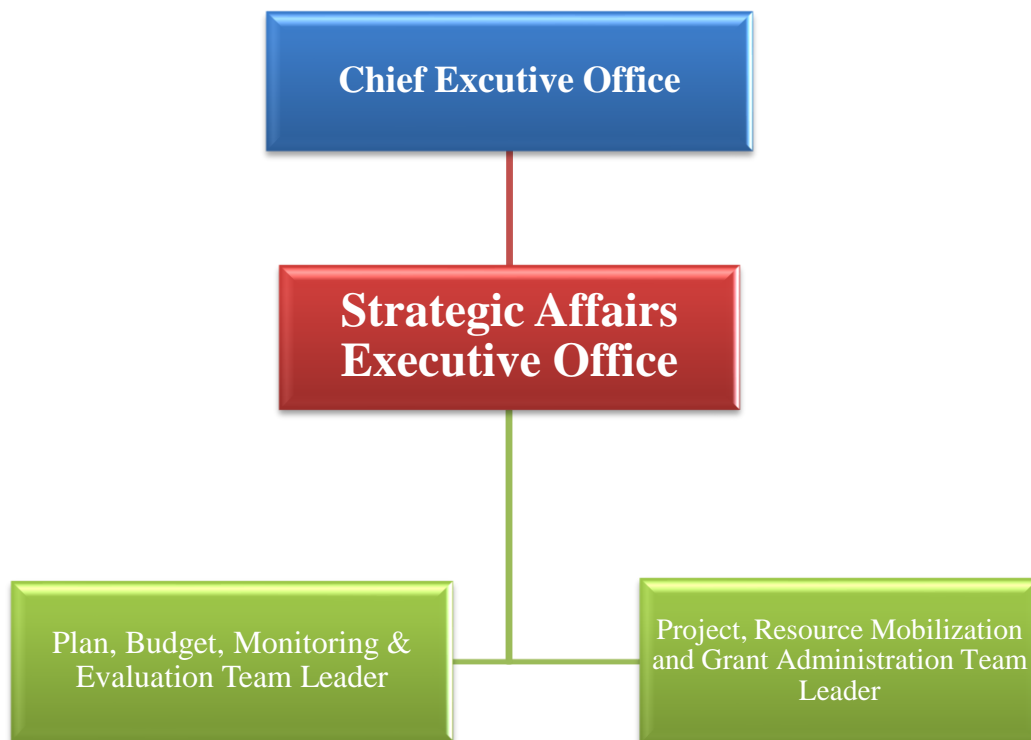 Chief Excutive Office
Strategic Affairs
Executive Office
Plan, Budget, Monitoring &
Evaluation Team Leader
Project, Resource Mobilization
and Grant Administration Team
Leader